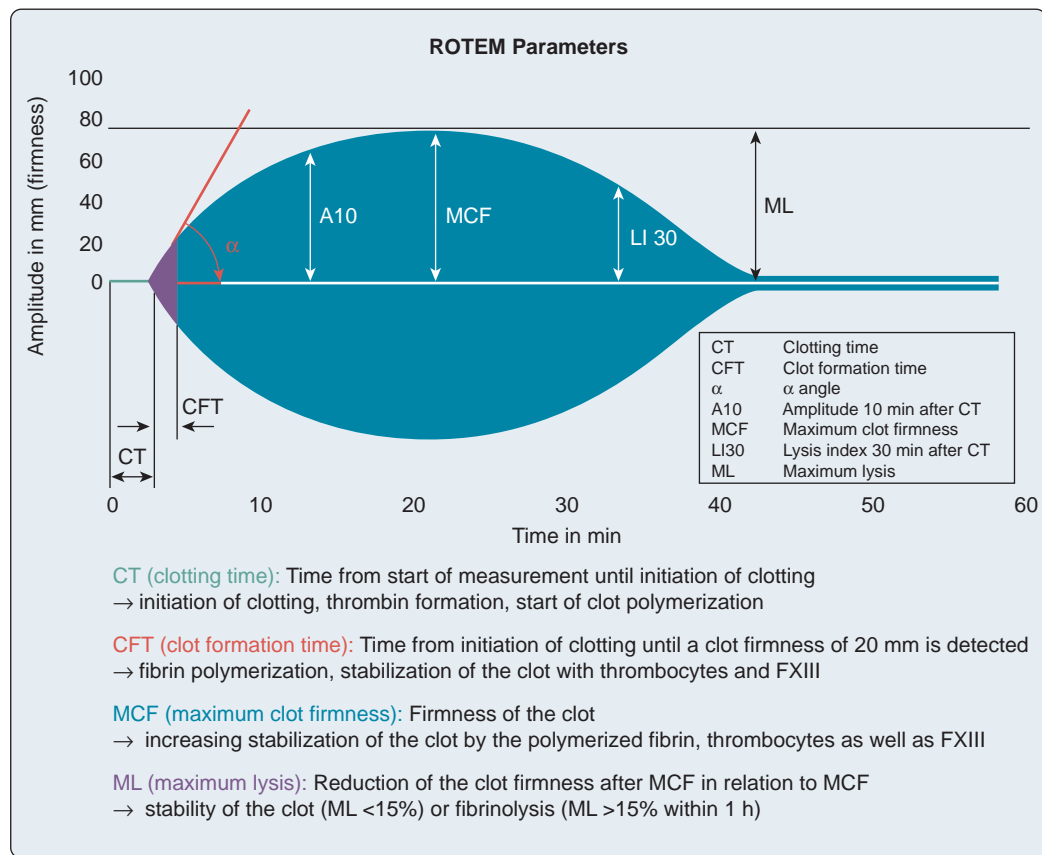 ROTEM Parameters
Amplitude in mm (firmness)
100
80
60
40
20
0
α
A10
MCF
LI 30
ML
CFT
CT
CT Clotting time
CFT Clot formation time
α α angle
A10 Amplitude 10 min after CT
MCF Maximum clot firmness
LI30 Lysis index 30 min after CT
ML Maximum lysis
0 10 20 30 40 50 60
Time in min
CT (clotting time): Time from start of measurement until initiation of clotting
→ initiation of clotting, thrombin formation, start of clot polymerization
CFT (clot formation time): Time from initiation of clotting until a clot firmness of 20 mm is detected
→ fibrin polymerization, stabilization of the clot with thrombocytes and FXIII
MCF (maximum clot firmness): Firmness of the clot
→ increasing stabilization of the clot by the polymerized fibrin, thrombocytes as well as FXIII
ML (maximum lysis): Reduction of the clot firmness after MCF in relation to MCF
→ stability of the clot (ML <15%) or fibrinolysis (ML >15% within 1 h)